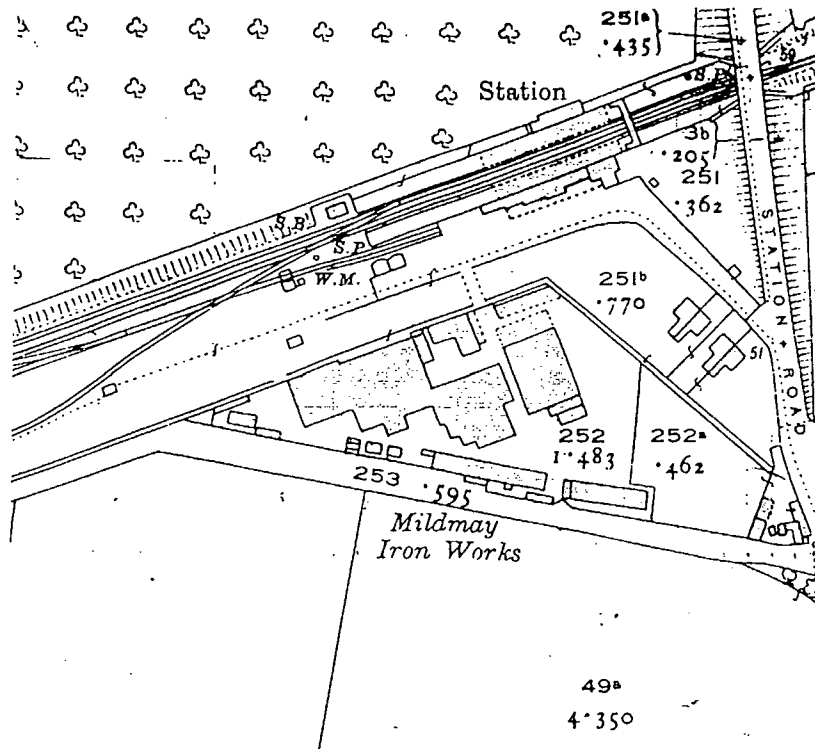 251a
·435
50
S.P.
Station
3b
·205
251
·362
S.B.
S.P.
W.M.
251b
·770
STATION ROAD
51
252
1·483
252a
·462
253
·595
Mildmay
Iron Works
49a
4·350